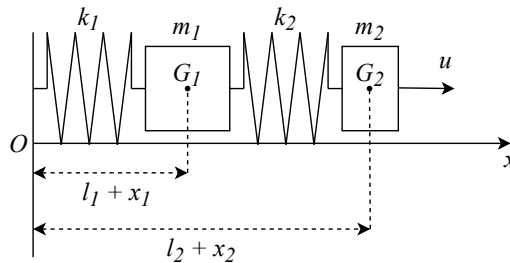 k₁ m₁ k₂ m₂
G₁ G₂ u
O x
l₁ + x₁
l₂ + x₂